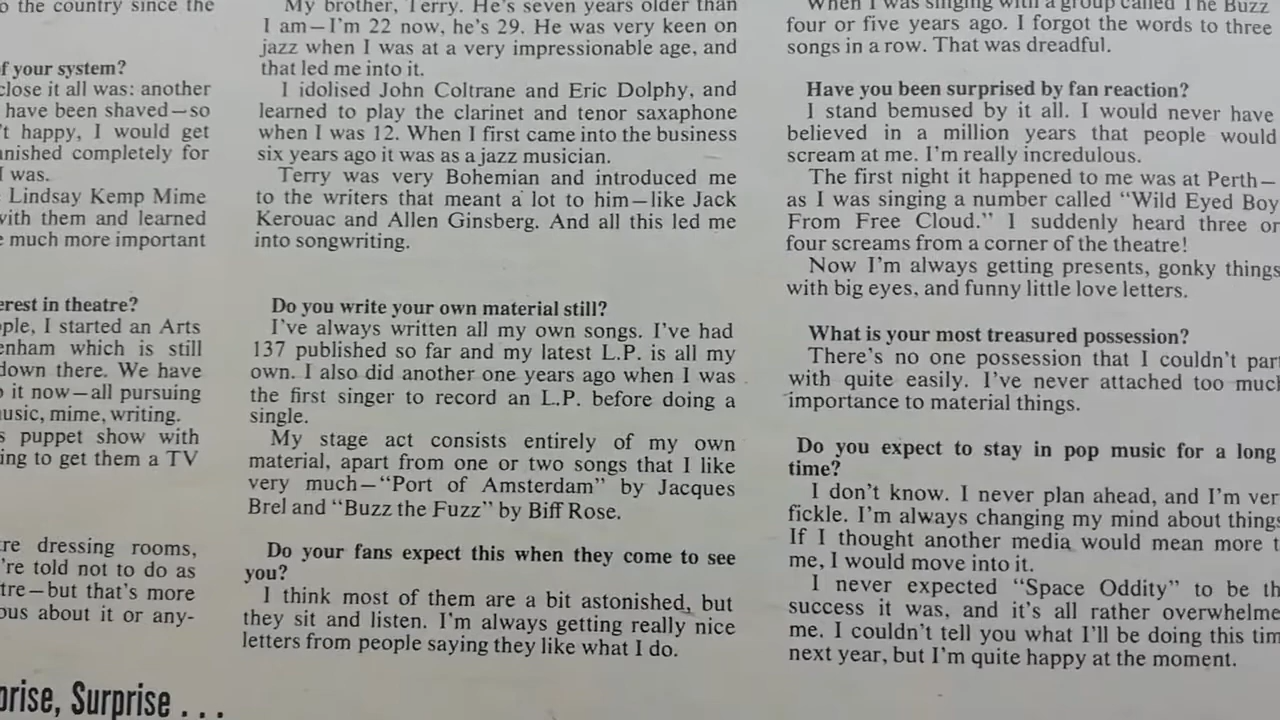 o the country since the
f your system?
close it all was: another
have been shaved—so
't happy, I would get
anished completely for
I was.
Lindsay Kemp Mime
with them and learned
e much more important
erest in theatre?
ople, I started an Arts
enham which is still
down there. We have
o it now—all pursuing
usic, mime, writing.
s puppet show with
ing to get them a TV
re dressing rooms,
're told not to do as
tre—but that's more
ous about it or any-
prise, Surprise . . .
My brother, Terry. He's seven years older than
I am—I'm 22 now, he's 29. He was very keen on
jazz when I was at a very impressionable age, and
that led me into it.
I idolised John Coltrane and Eric Dolphy, and
learned to play the clarinet and tenor saxaphone
when I was 12. When I first came into the business
six years ago it was as a jazz musician.
Terry was very Bohemian and introduced me
to the writers that meant a lot to him—like Jack
Kerouac and Allen Ginsberg. And all this led me
into songwriting.
Do you write your own material still?
I've always written all my own songs. I've had
137 published so far and my latest L.P. is all my
own. I also did another one years ago when I was
the first singer to record an L.P. before doing a
single.
My stage act consists entirely of my own
material, apart from one or two songs that I like
very much—"Port of Amsterdam" by Jacques
Brel and "Buzz the Fuzz" by Biff Rose.
Do your fans expect this when they come to see
you?
I think most of them are a bit astonished, but
they sit and listen. I'm always getting really nice
letters from people saying they like what I do.
When I was singing with a group called The Buzz
four or five years ago. I forgot the words to three
songs in a row. That was dreadful.
Have you been surprised by fan reaction?
I stand bemused by it all. I would never have
believed in a million years that people would
scream at me. I'm really incredulous.
The first night it happened to me was at Perth—
as I was singing a number called "Wild Eyed Boy
From Free Cloud." I suddenly heard three or
four screams from a corner of the theatre!
Now I'm always getting presents, gonky things
with big eyes, and funny little love letters.
What is your most treasured possession?
There's no one possession that I couldn't part
with quite easily. I've never attached too much
importance to material things.
Do you expect to stay in pop music for a long
time?
I don't know. I never plan ahead, and I'm ver
fickle. I'm always changing my mind about things
If I thought another media would mean more t
me, I would move into it.
I never expected "Space Oddity" to be th
success it was, and it's all rather overwhelme
me. I couldn't tell you what I'll be doing this tim
next year, but I'm quite happy at the moment.